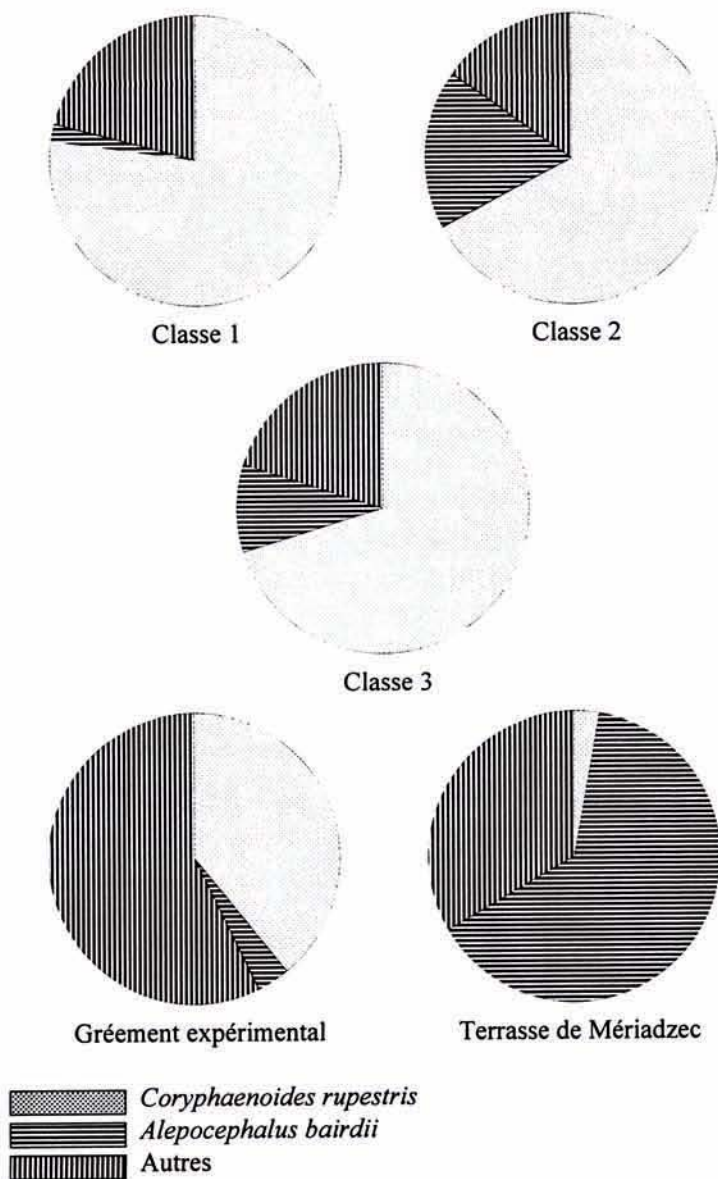 Classe 1
Classe 2
Classe 3
Gréement expérimental
Terrasse de Mériadzec
Coryphaenoides rupestris
Alepocephalus bairdii
Autres